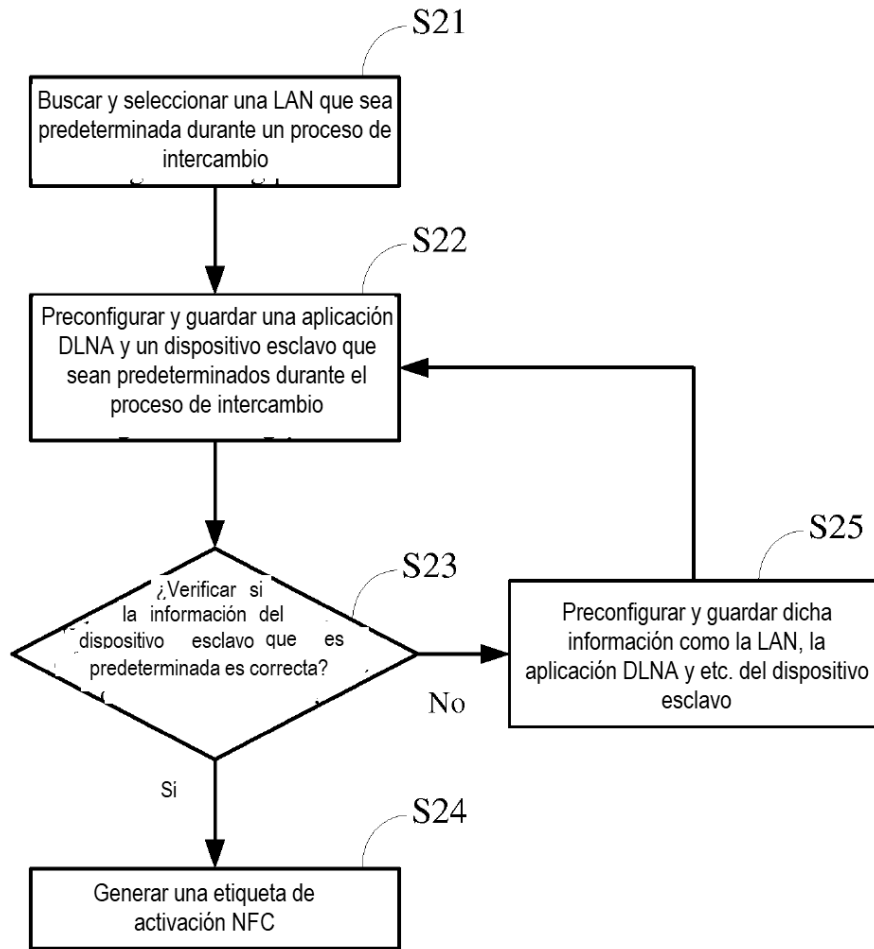 S21
Buscar y seleccionar una LAN que sea
predeterminada durante un proceso de
intercambio
S22
Preconfigurar y guardar una aplicación
DLNA y un dispositivo esclavo que
sean predeterminados durante el
proceso de intercambio
S23
¿Verificar si
la información del
dispositivo esclavo que es
predeterminada es correcta?
No
S25
Preconfigurar y guardar dicha
información como la LAN, la
aplicación DLNA y etc. del dispositivo
esclavo
Si
S24
Generar una etiqueta de
activación NFC